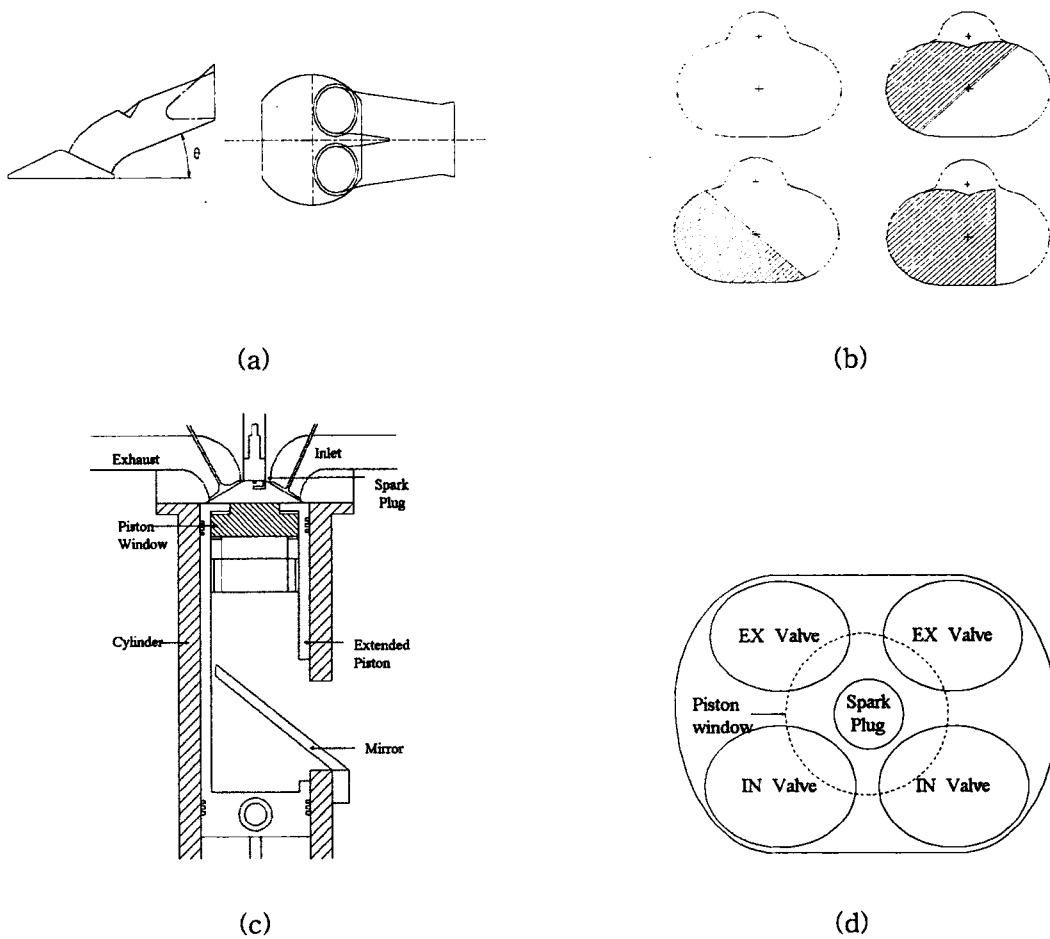 θ
(a)
(b)
Exhaust
Inlet
Spark
Plug
Piston
Window
Cylinder
Extended
Piston
Mirror
(c)
EX Valve
EX Valve
Piston
window
Spark
Plug
IN Valve
IN Valve
(d)